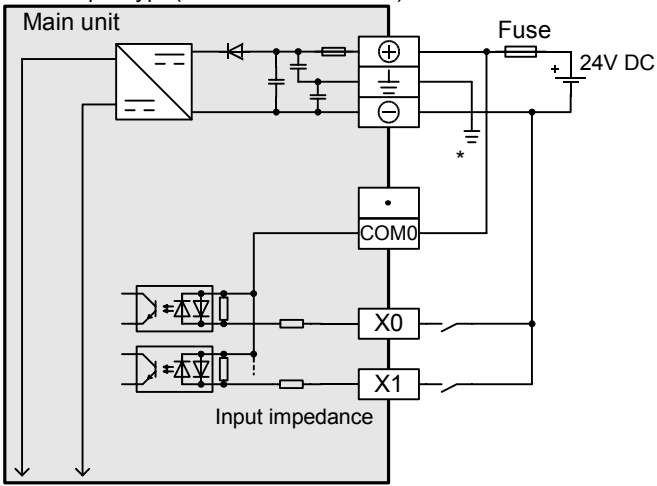 Main unit
Fuse
24V DC
+
*
COM0
X0
X1
Input impedance